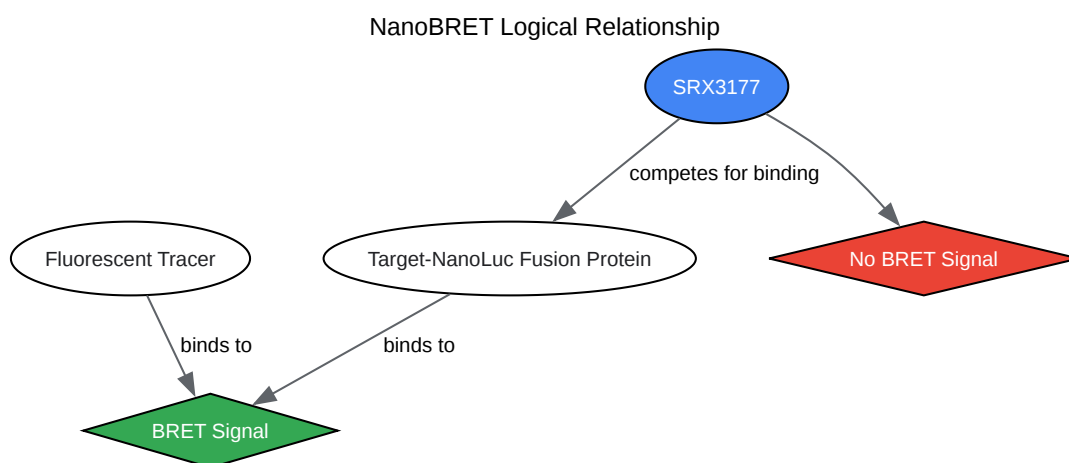 NanoBRET Logical Relationship
SRX3177
competes for binding
Fluorescent Tracer
Target-NanoLuc Fusion Protein
No BRET Signal
binds to
binds to
BRET Signal